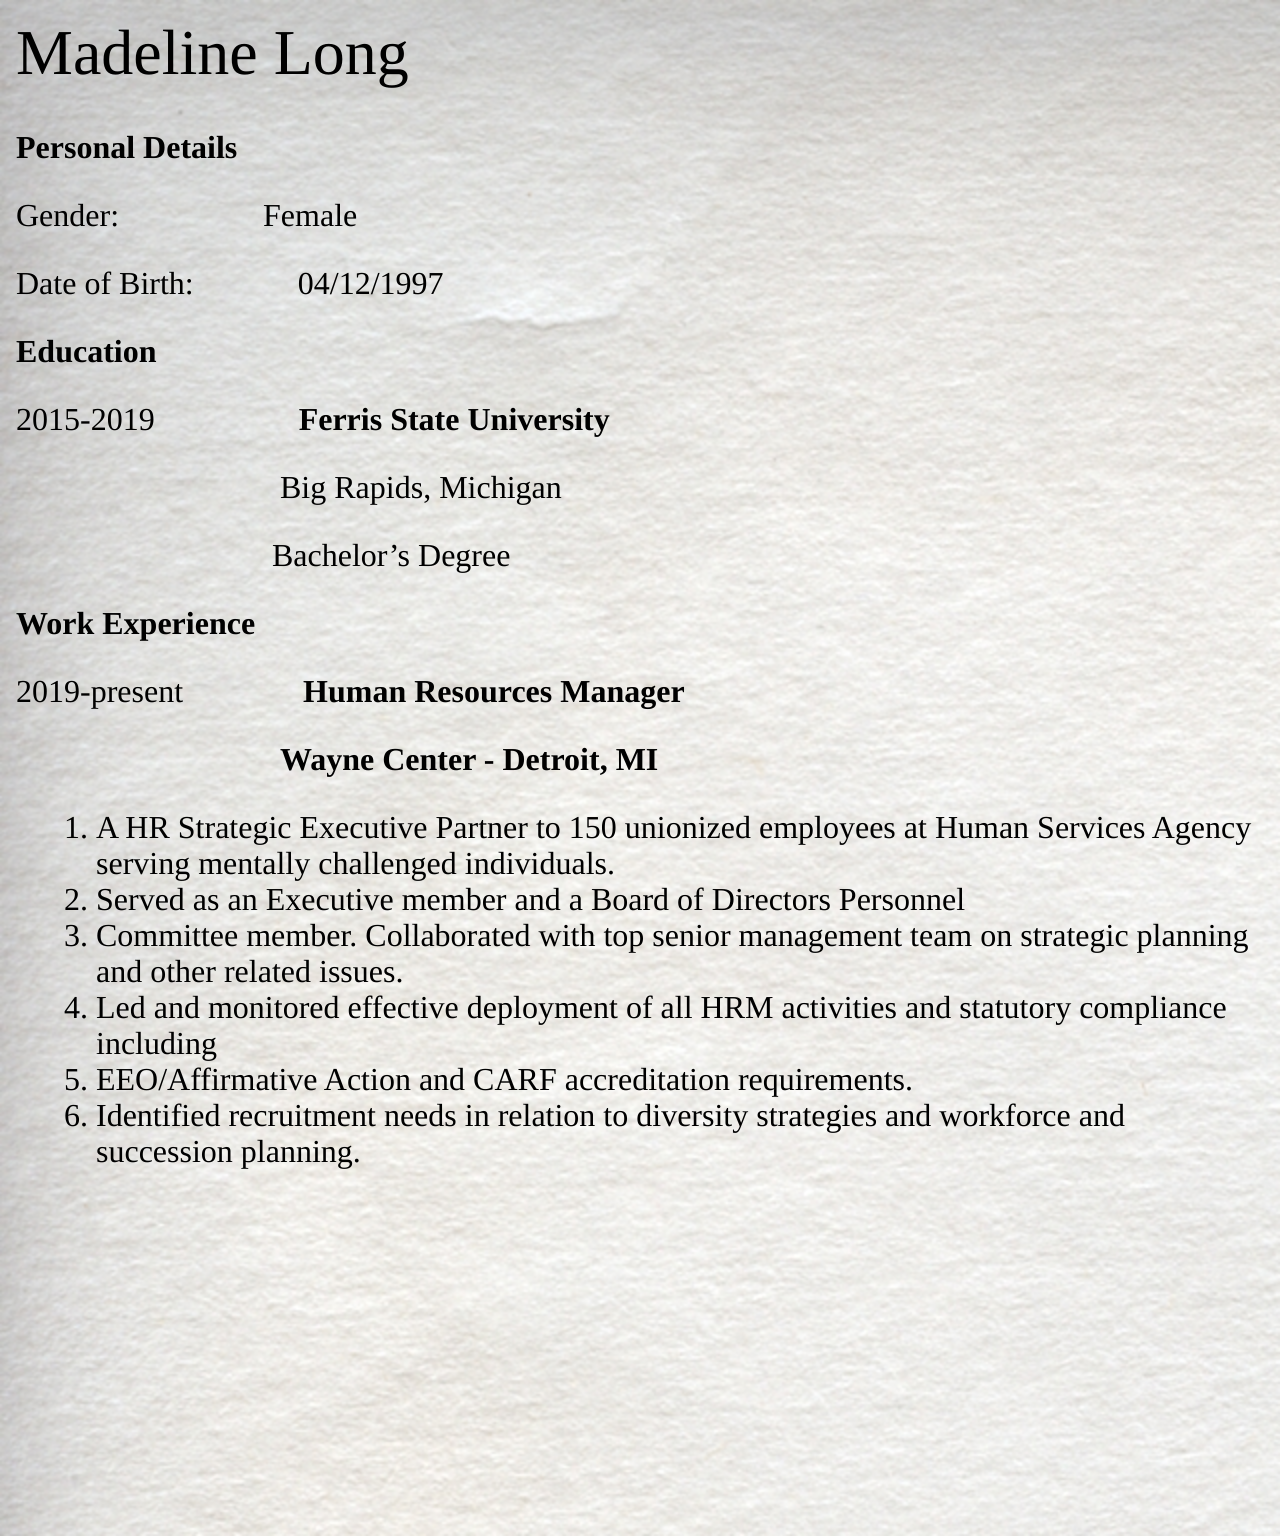 Madeline Long
Personal Details
Gender: Female
Date of Birth: 04/12/1997
Education
2015-2019 Ferris State University
Big Rapids, Michigan
Bachelor’s Degree
Work Experience
2019-present Human Resources Manager
Wayne Center - Detroit, MI
1. A HR Strategic Executive Partner to 150 unionized employees at Human Services Agency
serving mentally challenged individuals.
2. Served as an Executive member and a Board of Directors Personnel
3. Committee member. Collaborated with top senior management team on strategic planning
and other related issues.
4. Led and monitored effective deployment of all HRM activities and statutory compliance
including
5. EEO/Affirmative Action and CARF accreditation requirements.
6. Identified recruitment needs in relation to diversity strategies and workforce and
succession planning.